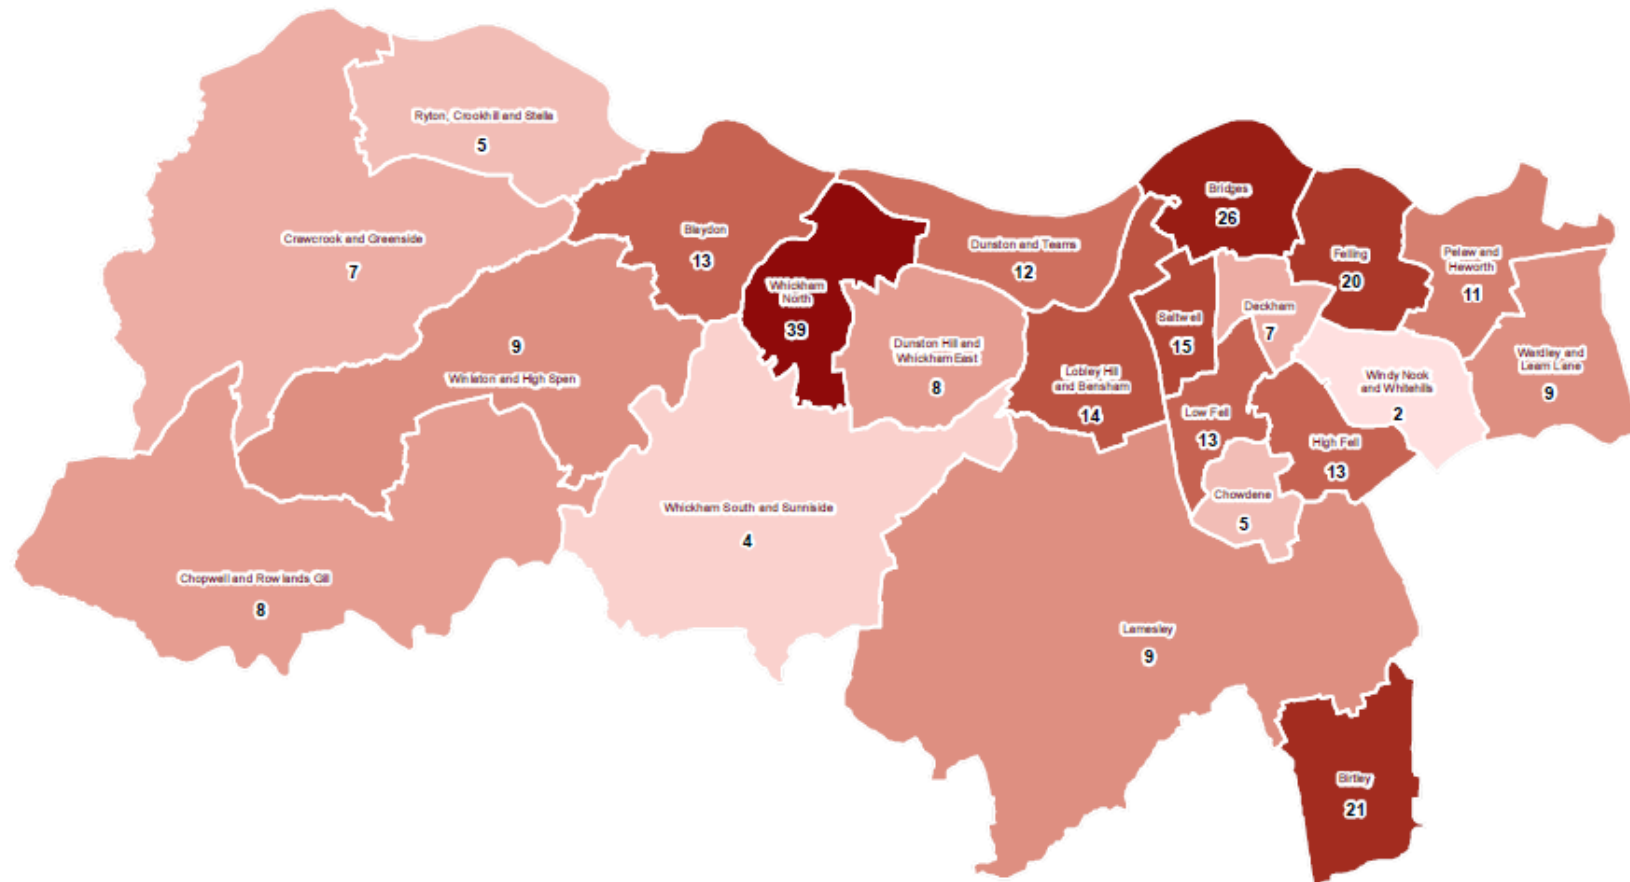 Ryton, Crookhill and Stella
5
Crawcrook and Greenside
7
Blaydon
13
Whickham
North
39
Dunston and Teams
12
Bridges
26
Felling
20
Pelaw and
Heworth
11
Wardley and
Leam Lane
9
Saltwell
15
Deckham
7
Windy Nook
and Whitehills
2
9
Winlaton and High Spen
Dunston Hill and
Whickham East
8
Lobley Hill
and Bensham
14
Low Fell
13
High Fell
13
Chowdene
5
Whickham South and Sunniside
4
Chopwell and Rowlands Gill
8
Lamesley
9
Birtley
21